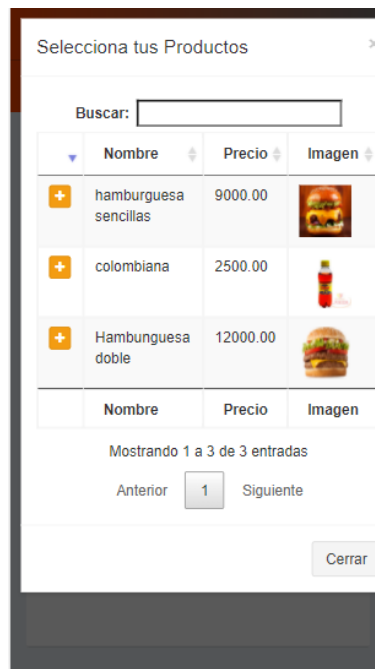 Selecciona tus Productos ×
Buscar:
Nombre Precio Imagen
hamburguesa 9000.00
sencillas
colombiana 2500.00
Hambunguesa 12000.00
doble
Nombre Precio Imagen
Mostrando 1 a 3 de 3 entradas
Anterior 1 Siguiente
Cerrar